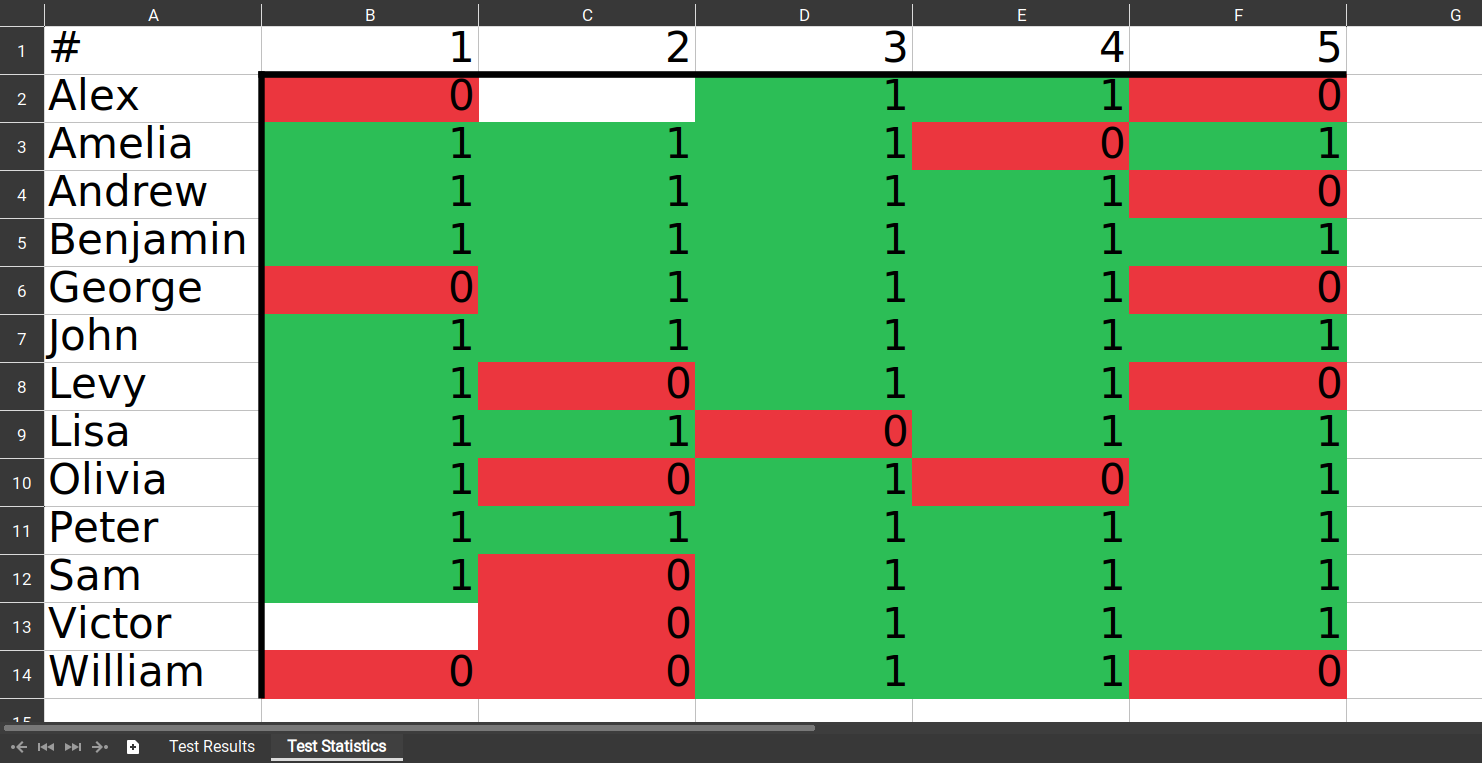 A B C D E F G
1 # 1 2 3 4 5
2 Alex 0 1 1 0
3 Amelia 1 1 1 0 1
4 Andrew 1 1 1 1 0
5 Benjamin 1 1 1 1 1
6 George 0 1 1 1 0
7 John 1 1 1 1 1
8 Levy 1 0 1 1 0
9 Lisa 1 1 0 1 1
10 Olivia 1 0 1 0 1
11 Peter 1 1 1 1 1
12 Sam 1 0 1 1 1
13 Victor 0 1 1 1
14 William 0 0 1 1 0
15
Test Results Test Statistics